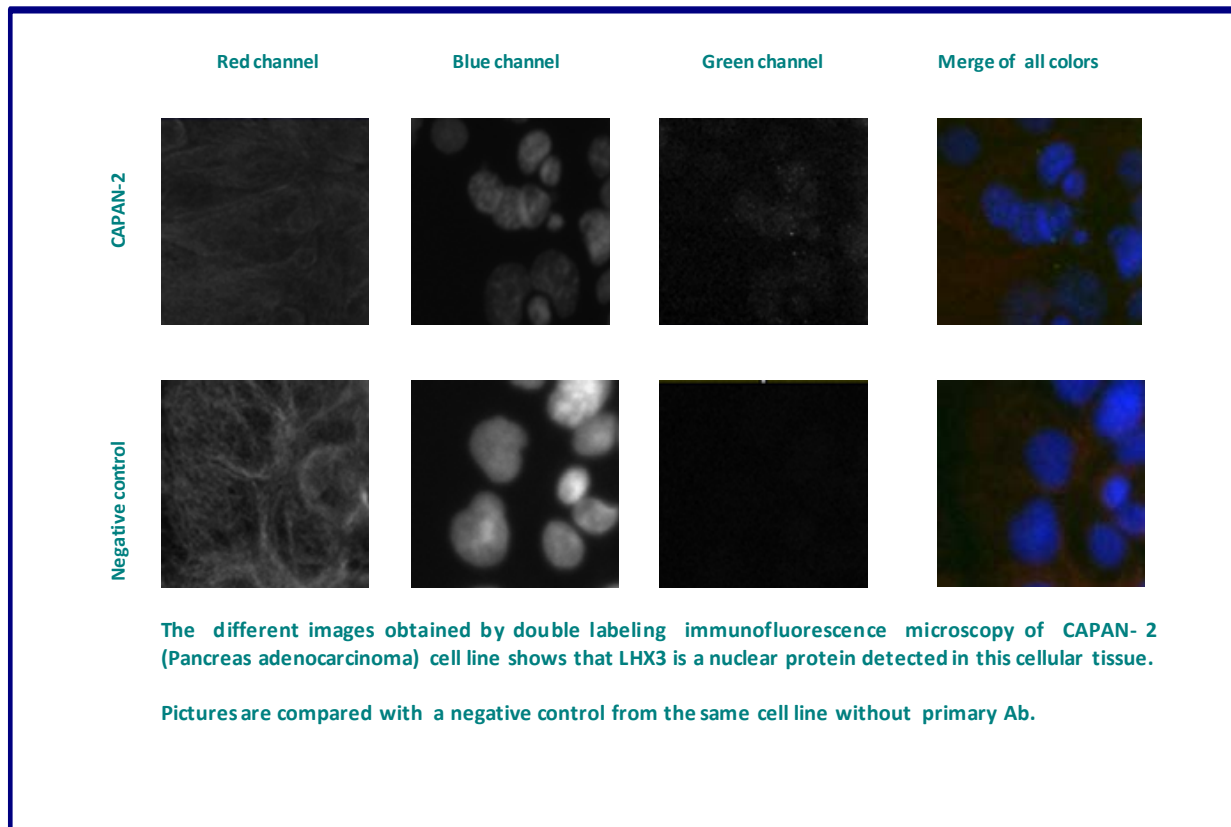 Red channel Blue channel Green channel Merge of all colors
CAPAN-2
Negative control
The different images obtained by double labeling immunofluorescence microscopy of CAPAN- 2
(Pancreas adenocarcinoma) cell line shows that LHX3 is a nuclear protein detected in this cellular tissue.
Pictures are compared with a negative control from the same cell line without primary Ab.